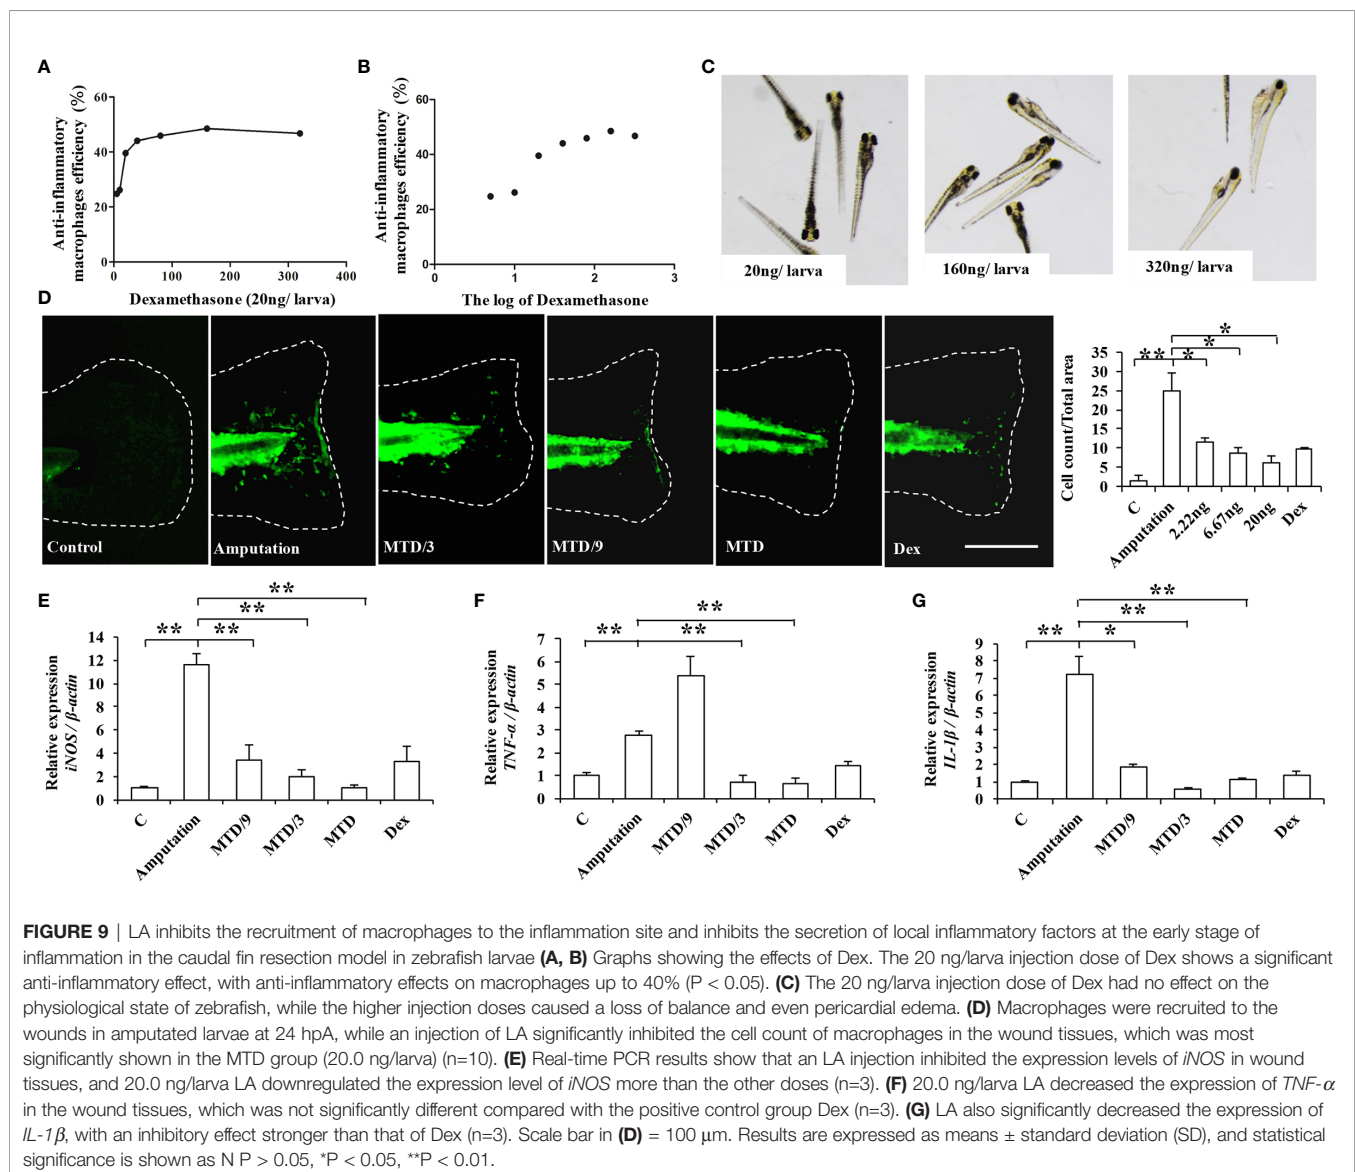 A
Anti-inflammatory
macrophages efficiency (%)
60
40
20
0
0 100 200 300 400
Dexamethasone (20ng/ larva)
B
Anti-inflammatory
macrophages efficiency (%)
60
40
20
0
0 1 2 3
The log of Dexamethasone
C
20ng/ larva
160ng/ larva
320ng/ larva
D
Control
Amputation
MTD/3
MTD/9
MTD
Dex
Cell count/Total area
35
30
25
20
15
10
5
0
** * * *
C Amputation 2.22ng 6.67ng 20ng Dex
E
Relative expression
iNOS / β-actin
14
12
10
8
6
4
2
0
** ** ** **
C Amputation MTD/9 MTD/3 MTD Dex
F
Relative expression
TNF-α / β-actin
7
6
5
4
3
2
1
0
** ** **
C Amputation MTD/9 MTD/3 MTD Dex
G
Relative expression
IL-1β / β-actin
9
8
7
6
5
4
3
2
1
0
** * ** **
C Amputation MTD/9 MTD/3 MTD Dex
FIGURE 9 | LA inhibits the recruitment of macrophages to the inflammation site and inhibits the secretion of local inflammatory factors at the early stage of
inflammation in the caudal fin resection model in zebrafish larvae (A, B) Graphs showing the effects of Dex. The 20 ng/larva injection dose of Dex shows a significant
anti-inflammatory effect, with anti-inflammatory effects on macrophages up to 40% (P < 0.05). (C) The 20 ng/larva injection dose of Dex had no effect on the
physiological state of zebrafish, while the higher injection doses caused a loss of balance and even pericardial edema. (D) Macrophages were recruited to the
wounds in amputated larvae at 24 hpA, while an injection of LA significantly inhibited the cell count of macrophages in the wound tissues, which was most
significantly shown in the MTD group (20.0 ng/larva) (n=10). (E) Real-time PCR results show that an LA injection inhibited the expression levels of iNOS in wound
tissues, and 20.0 ng/larva LA downregulated the expression level of iNOS more than the other doses (n=3). (F) 20.0 ng/larva LA decreased the expression of TNF-α
in the wound tissues, which was not significantly different compared with the positive control group Dex (n=3). (G) LA also significantly decreased the expression of
IL-1β, with an inhibitory effect stronger than that of Dex (n=3). Scale bar in (D) = 100 μm. Results are expressed as means ± standard deviation (SD), and statistical
significance is shown as N P > 0.05, *P < 0.05, **P < 0.01.